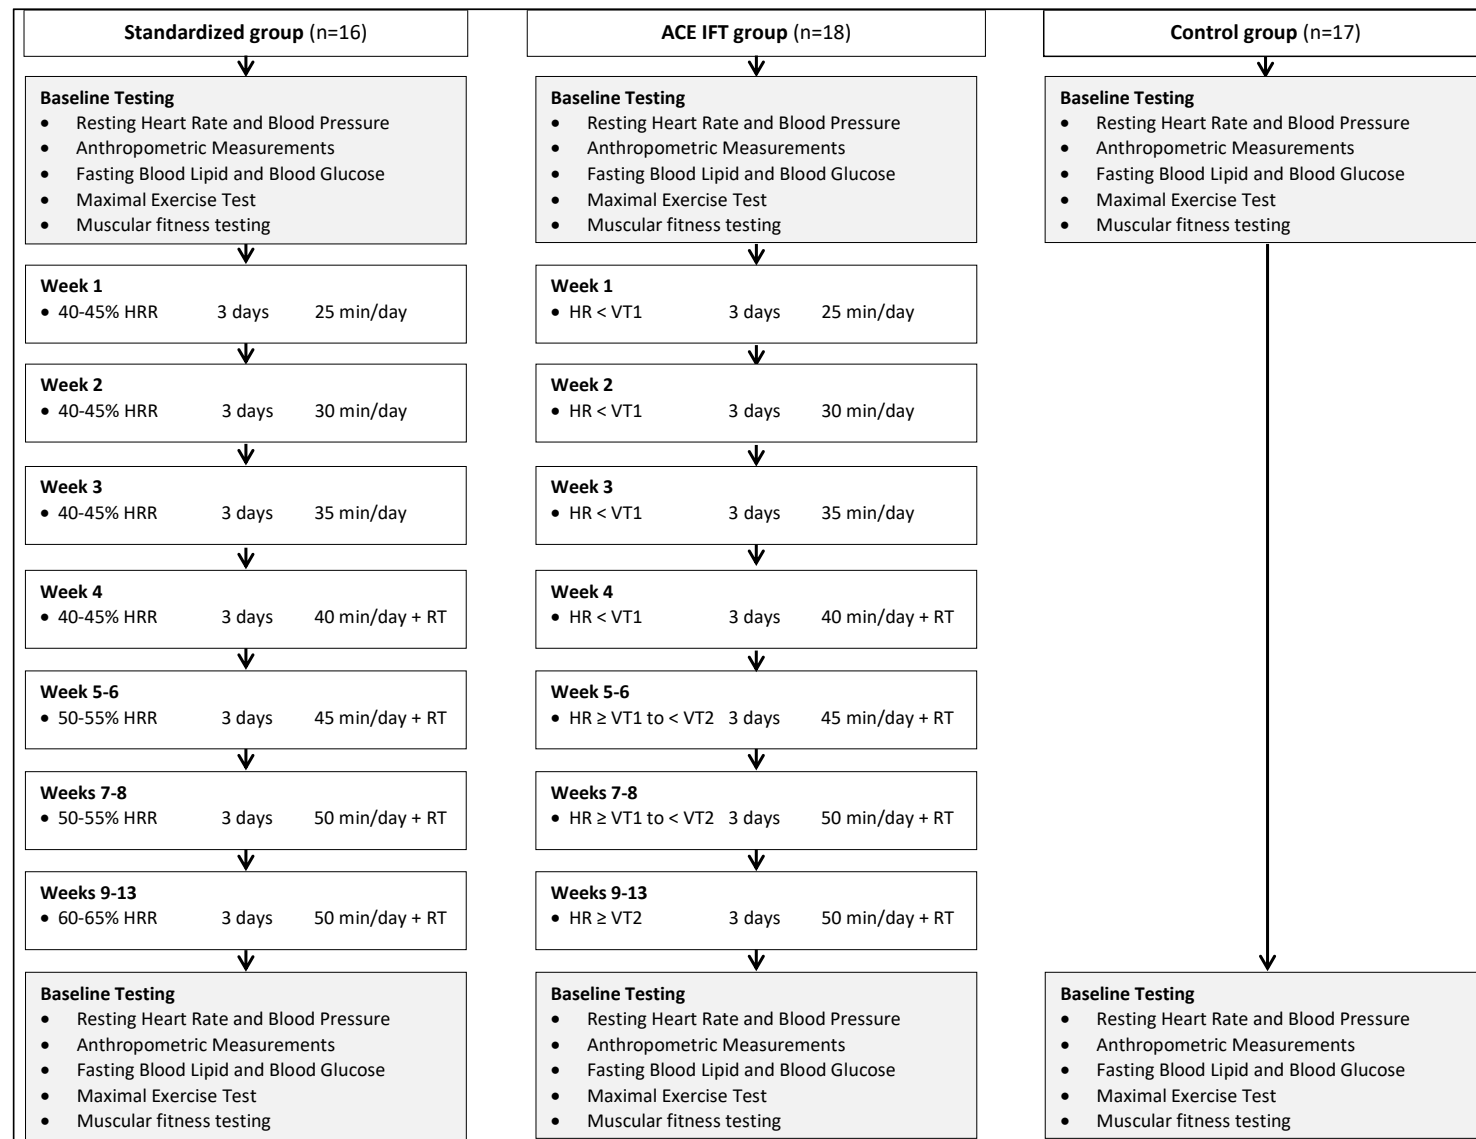 Standardized group (n=16)
Baseline Testing
• Resting Heart Rate and Blood Pressure
• Anthropometric Measurements
• Fasting Blood Lipid and Blood Glucose
• Maximal Exercise Test
• Muscular fitness testing
Week 1
• 40-45% HRR 3 days 25 min/day
Week 2
• 40-45% HRR 3 days 30 min/day
Week 3
• 40-45% HRR 3 days 35 min/day
Week 4
• 40-45% HRR 3 days 40 min/day + RT
Week 5-6
• 50-55% HRR 3 days 45 min/day + RT
Weeks 7-8
• 50-55% HRR 3 days 50 min/day + RT
Weeks 9-13
• 60-65% HRR 3 days 50 min/day + RT
Baseline Testing
• Resting Heart Rate and Blood Pressure
• Anthropometric Measurements
• Fasting Blood Lipid and Blood Glucose
• Maximal Exercise Test
• Muscular fitness testing
ACE IFT group (n=18)
Baseline Testing
• Resting Heart Rate and Blood Pressure
• Anthropometric Measurements
• Fasting Blood Lipid and Blood Glucose
• Maximal Exercise Test
• Muscular fitness testing
Week 1
• HR < VT1 3 days 25 min/day
Week 2
• HR < VT1 3 days 30 min/day
Week 3
• HR < VT1 3 days 35 min/day
Week 4
• HR < VT1 3 days 40 min/day + RT
Week 5-6
• HR ≥ VT1 to < VT2 3 days 45 min/day + RT
Weeks 7-8
• HR ≥ VT1 to < VT2 3 days 50 min/day + RT
Weeks 9-13
• HR ≥ VT2 3 days 50 min/day + RT
Baseline Testing
• Resting Heart Rate and Blood Pressure
• Anthropometric Measurements
• Fasting Blood Lipid and Blood Glucose
• Maximal Exercise Test
• Muscular fitness testing
Control group (n=17)
Baseline Testing
• Resting Heart Rate and Blood Pressure
• Anthropometric Measurements
• Fasting Blood Lipid and Blood Glucose
• Maximal Exercise Test
• Muscular fitness testing
Baseline Testing
• Resting Heart Rate and Blood Pressure
• Anthropometric Measurements
• Fasting Blood Lipid and Blood Glucose
• Maximal Exercise Test
• Muscular fitness testing